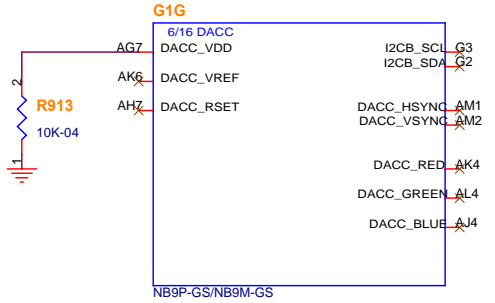 G1G
6/16 DACC
AG7 DACC_VDD
I2CB_SCL G3
I2CB_SDA G2
AK6 DACC_VREF
2
R913
AH7 DACC_RSET
DACC_HSYNC AM1
DACC_VSYNC AM2
10K-04
1
DACC_RED AK4
DACC_GREEN AL4
DACC_BLUE AJ4
NB9P-GS/NB9M-GS